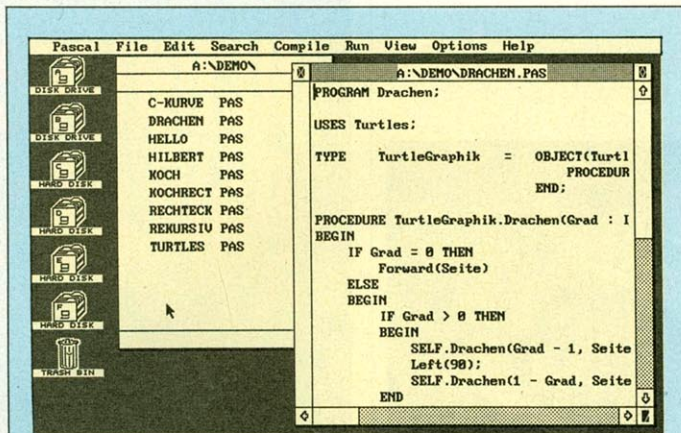 Pascal File Edit Search Compile Run View Options Help
A:\DEMO\
C-KURVE PAS
DRACHEN PAS
HELLO PAS
HILBERT PAS
KOCH PAS
KOCHRECT PAS
RECHTECK PAS
REKURSIV PAS
TURTLES PAS
A:\DEMO\DRACHEN.PAS
PROGRAM Drachen;
USES Turtles;
TYPE TurtleGraphik = OBJECT(Turtl
PROCEDUR
END;
PROCEDURE TurtleGraphik.Drachen(Grad : I
BEGIN
IF Grad = 0 THEN
Forward(Seite)
ELSE
BEGIN
IF Grad > 0 THEN
BEGIN
SELF.Drachen(Grad - 1, Seite
Left(90);
SELF.Drachen(1 - Grad, Seite
END
A
DISK DRIVE
B
DISK DRIVE
C
HARD DISK
D
HARD DISK
E
HARD DISK
F
HARD DISK
TRASH BIN